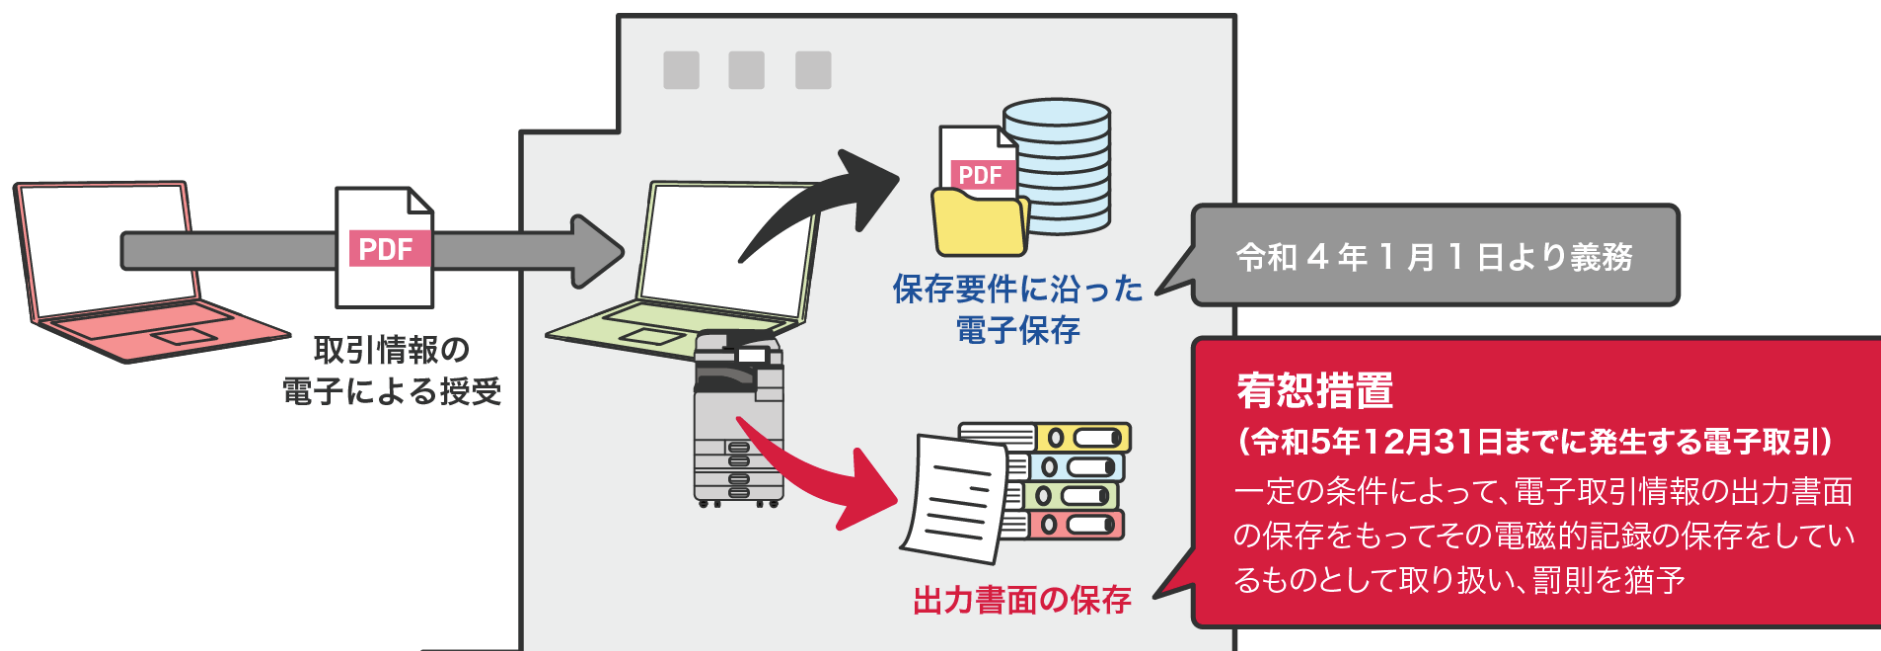 PDF
取引情報の
電子による授受
PDF
保存要件に沿った
電子保存
令和4年1月1日より義務
出力書面の保存
宥恕措置
（令和5年12月31日までに発生する電子取引）
一定の条件によって、電子取引情報の出力書面
の保存をもってその電磁的記録の保存をしてい
るものとして取り扱い、罰則を猶予